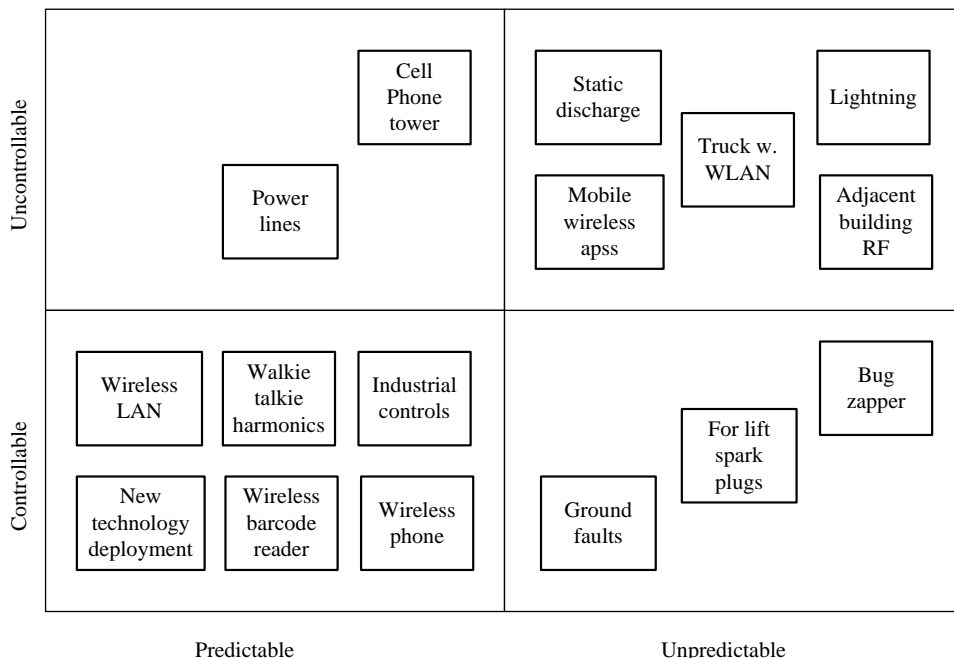 Uncontrollable
Cell
Phone
tower
Power
lines
Static
discharge
Truck w.
WLAN
Lightning
Mobile
wireless
apss
Adjacent
building
RF
Controllable
Wireless
LAN
Walkie
talkie
harmonics
Industrial
controls
New
technology
deployment
Wireless
barcode
reader
Wireless
phone
Bug
zapper
For lift
spark
plugs
Ground
faults
Predictable
Unpredictable